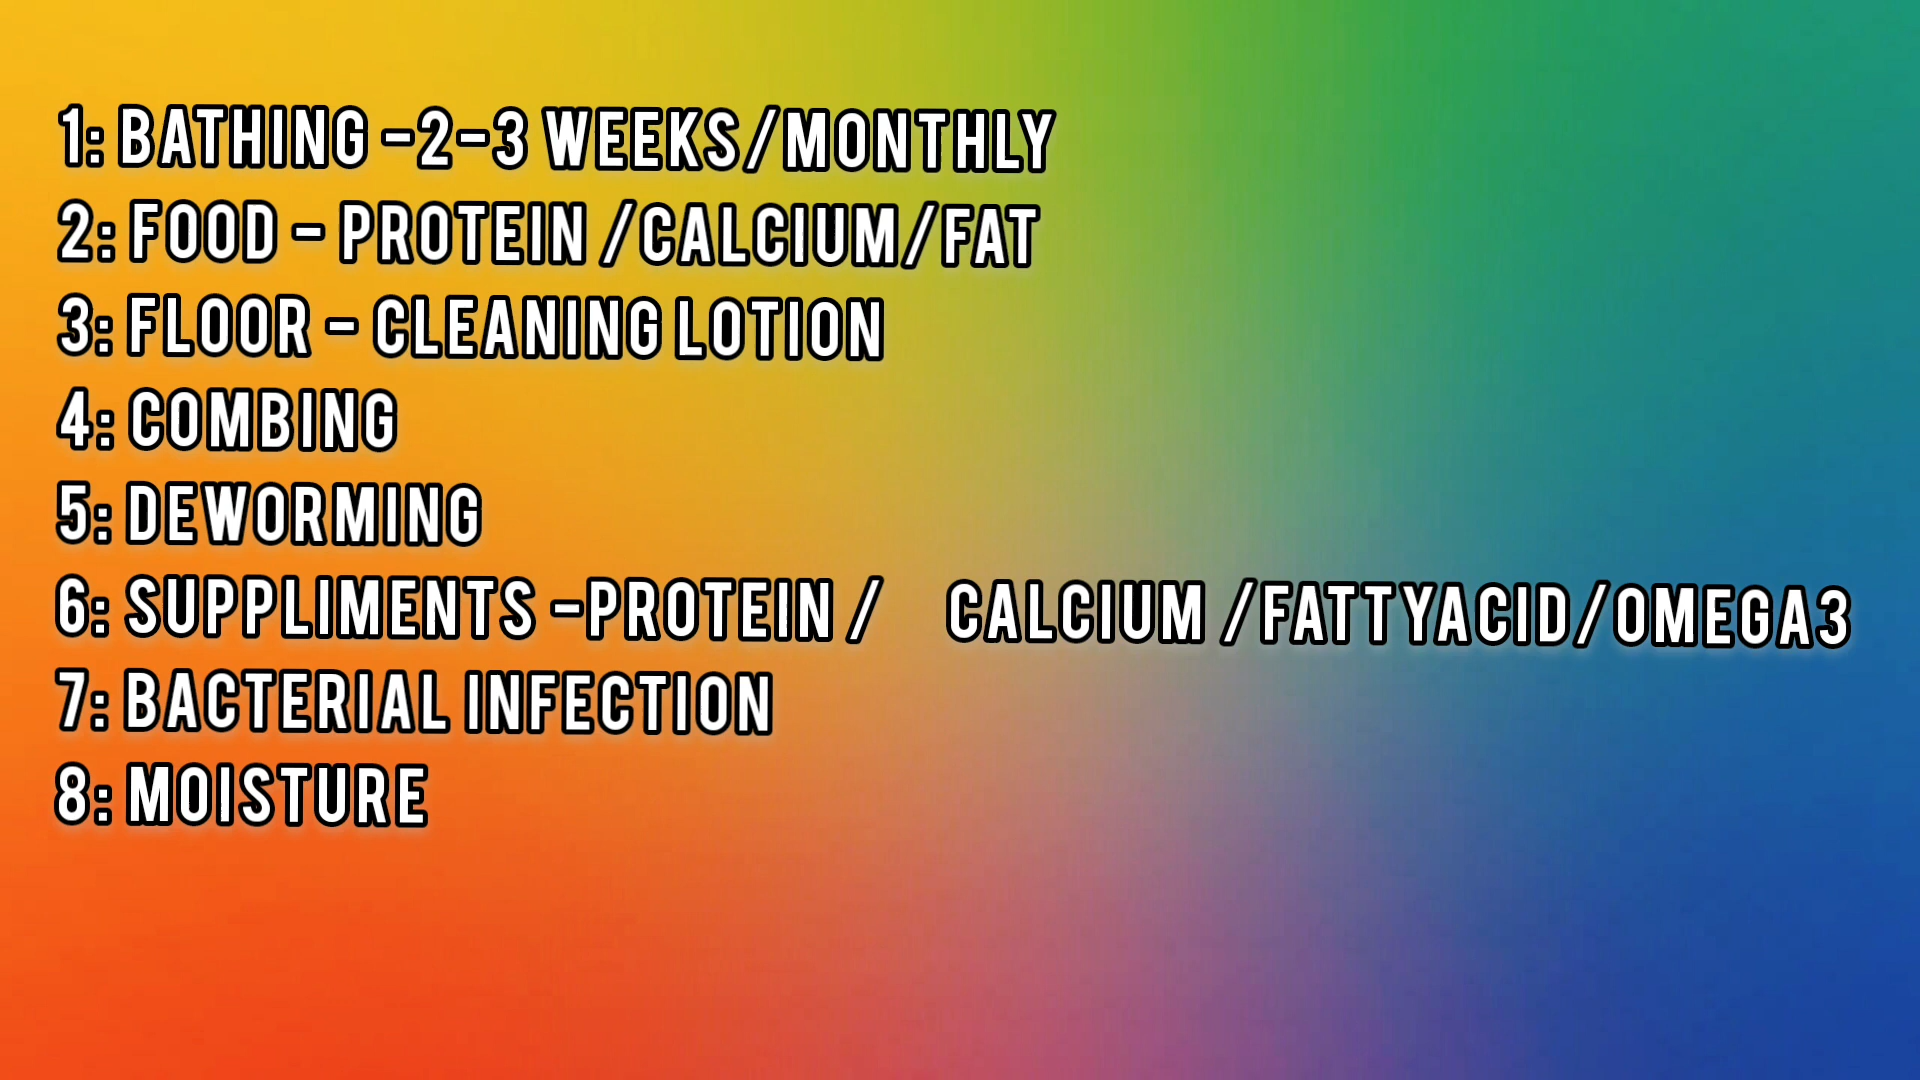 1: BATHING -2-3 WEEKS/MONTHLY
2: FOOD - PROTEIN /CALCIUM/FAT
3: FLOOR - CLEANING LOTION
4: COMBING
5: DEWORMING
6: SUPPLIMENTS -PROTEIN / CALCIUM /FATTYACID/OMEGA3
7: BACTERIAL INFECTION
8: MOISTURE